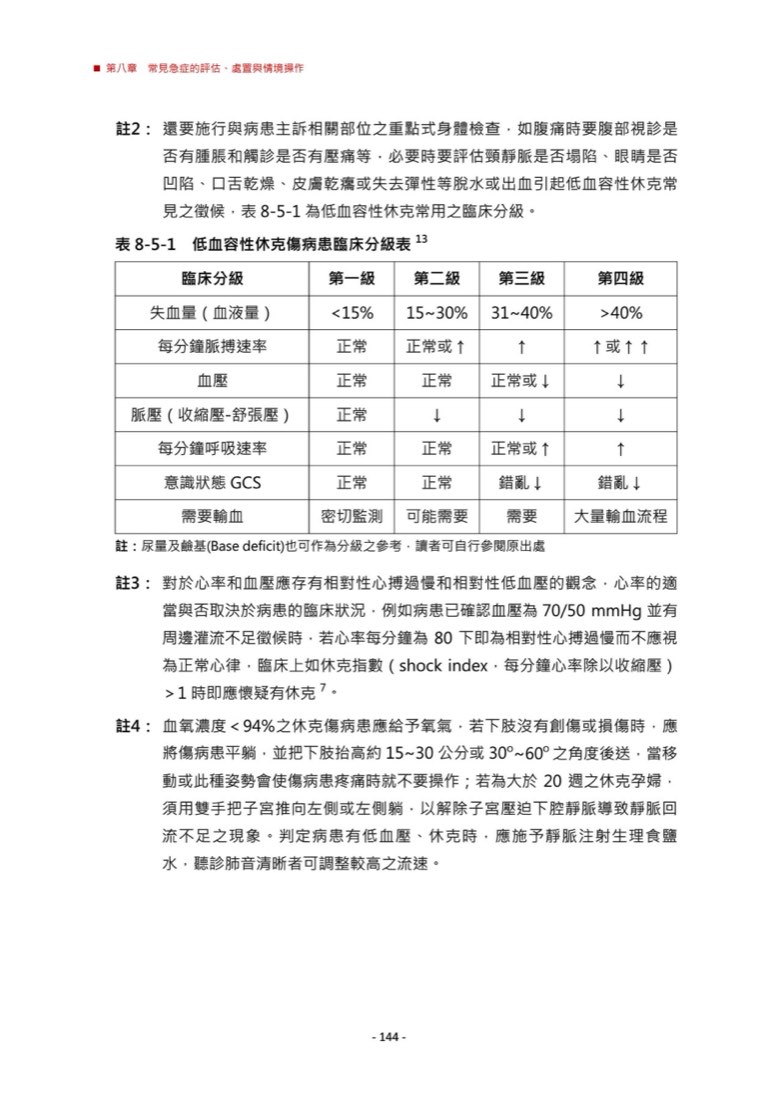 ■ 第八章　常見急症的評估、處置與情境操作
註2： 還要施行與病患主訴相關部位之重點式身體檢查，如腹痛時要腹部視診是
否有腫脹和觸診是否有壓痛等，必要時要評估頸靜脈是否塌陷、眼睛是否
凹陷、口舌乾燥、皮膚乾癟或失去彈性等脫水或出血引起低血容性休克常
見之徵候，表 8-5-1 為低血容性休克常用之臨床分級。
表 8-5-1　低血容性休克傷病患臨床分級表 13
臨床分級 第一級 第二級 第三級 第四級
失血量（血液量） <15% 15~30% 31~40% >40%
每分鐘脈搏速率 正常 正常或↑ ↑ ↑或↑↑
血壓 正常 正常 正常或↓ ↓
脈壓（收縮壓-舒張壓） 正常 ↓ ↓ ↓
每分鐘呼吸速率 正常 正常 正常或↑ ↑
意識狀態 GCS 正常 正常 錯亂↓ 錯亂↓
需要輸血 密切監測 可能需要 需要 大量輸血流程
註：尿量及鹼基(Base deficit)也可作為分級之參考，讀者可自行參閱原出處
註3： 對於心率和血壓應存有相對性心搏過慢和相對性低血壓的觀念，心率的適
當與否取決於病患的臨床狀況，例如病患已確認血壓為 70/50 mmHg 並有
周邊灌流不足徵候時，若心率每分鐘為 80 下即為相對性心搏過慢而不應視
為正常心律，臨床上如休克指數（shock index，每分鐘心率除以收縮壓）
＞1 時即應懷疑有休克 7。
註4： 血氧濃度＜94%之休克傷病患應給予氧氣，若下肢沒有創傷或損傷時，應
將傷病患平躺，並把下肢抬高約 15~30 公分或 30º~60º 之角度後送，當移
動或此種姿勢會使傷病患疼痛時就不要操作；若為大於 20 週之休克孕婦，
須用雙手把子宮推向左側或左側躺，以解除子宮壓迫下腔靜脈導致靜脈回
流不足之現象。判定病患有低血壓、休克時，應施予靜脈注射生理食鹽
水，聽診肺音清晰者可調整較高之流速。
- 144 -